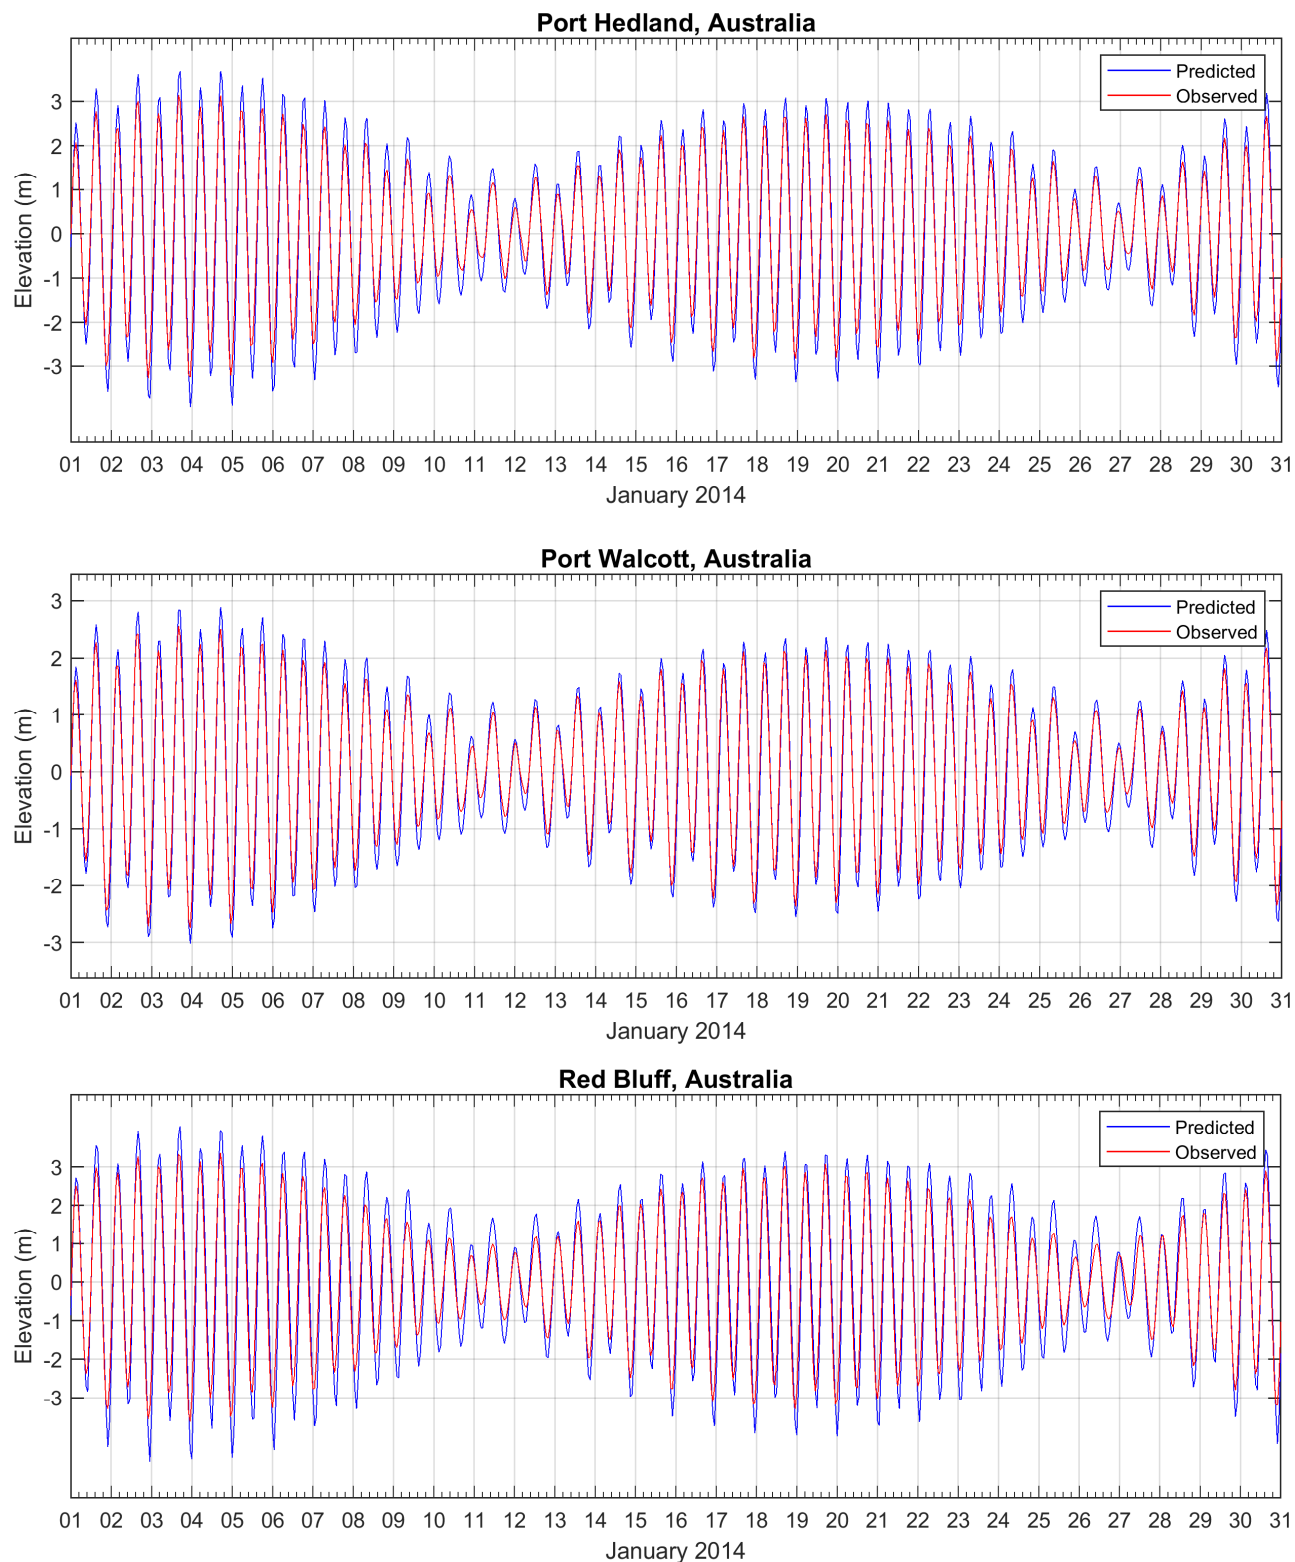 Port Hedland, Australia
Predicted
Observed
Elevation (m)
3
2
1
0
-1
-2
-3
01 02 03 04 05 06 07 08 09 10 11 12 13 14 15 16 17 18 19 20 21 22 23 24 25 26 27 28 29 30 31
January 2014
Port Walcott, Australia
Predicted
Observed
Elevation (m)
3
2
1
0
-1
-2
-3
01 02 03 04 05 06 07 08 09 10 11 12 13 14 15 16 17 18 19 20 21 22 23 24 25 26 27 28 29 30 31
January 2014
Red Bluff, Australia
Predicted
Observed
Elevation (m)
3
2
1
0
-1
-2
-3
01 02 03 04 05 06 07 08 09 10 11 12 13 14 15 16 17 18 19 20 21 22 23 24 25 26 27 28 29 30 31
January 2014